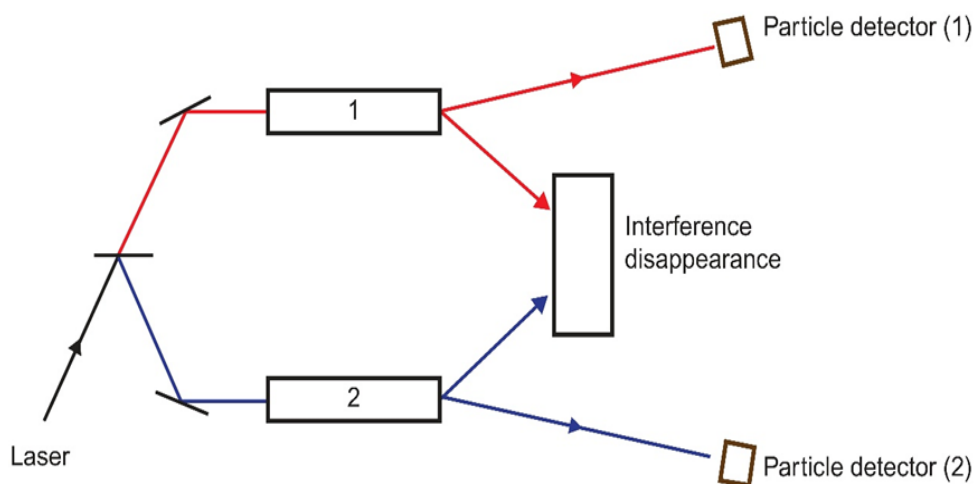 Particle detector (1)
1
Interference
disappearance
2
Laser
Particle detector (2)